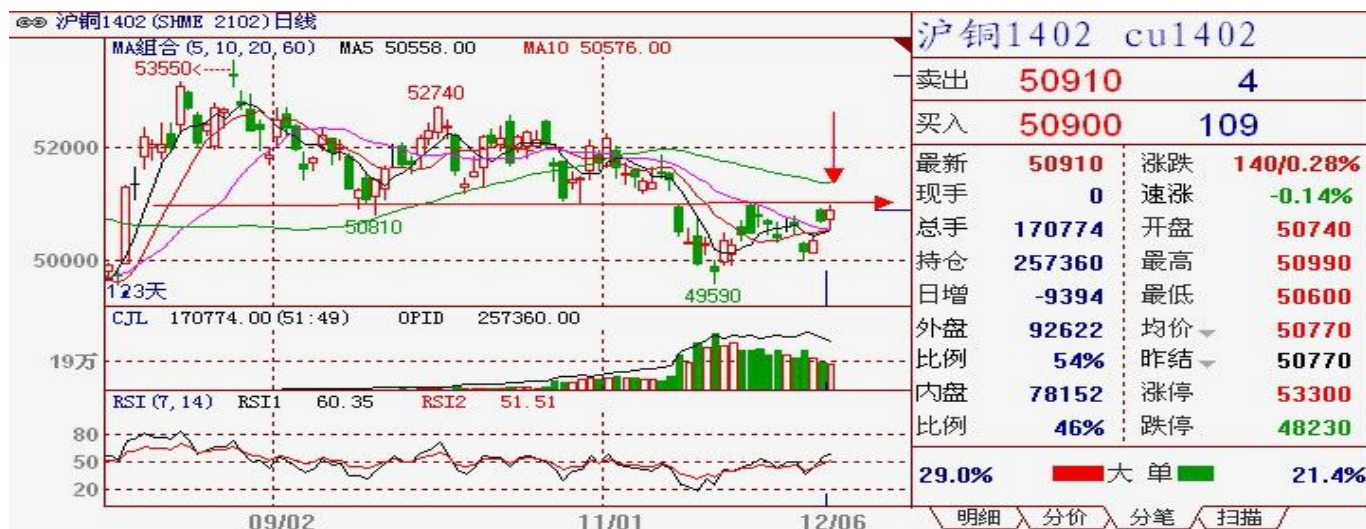 沪铜1402(SHME 2102)日线
MA组合(5,10,20,60) MA5 50558.00 MA10 50576.00
53550
52740
52000
50810
50000
49590
123天
CJL 170774.00(51:49) OPID 257360.00
19万
RSI(7,14) RSI1 60.35 RSI2 51.51
80
50
20
09/02 11/01 12/06
沪铜1402 cu1402
卖出 50910 4
买入 50900 109
最新 50910 涨跌 140/0.28%
现手 0 速涨 -0.14%
总手 170774 开盘 50740
持仓 257360 最高 50990
日增 -9394 最低 50600
外盘 92622 均价 50770
比例 54% 昨结 50770
内盘 78152 涨停 53300
比例 46% 跌停 48230
29.0% 大单 21.4%
明细 分价 分笔 扫描